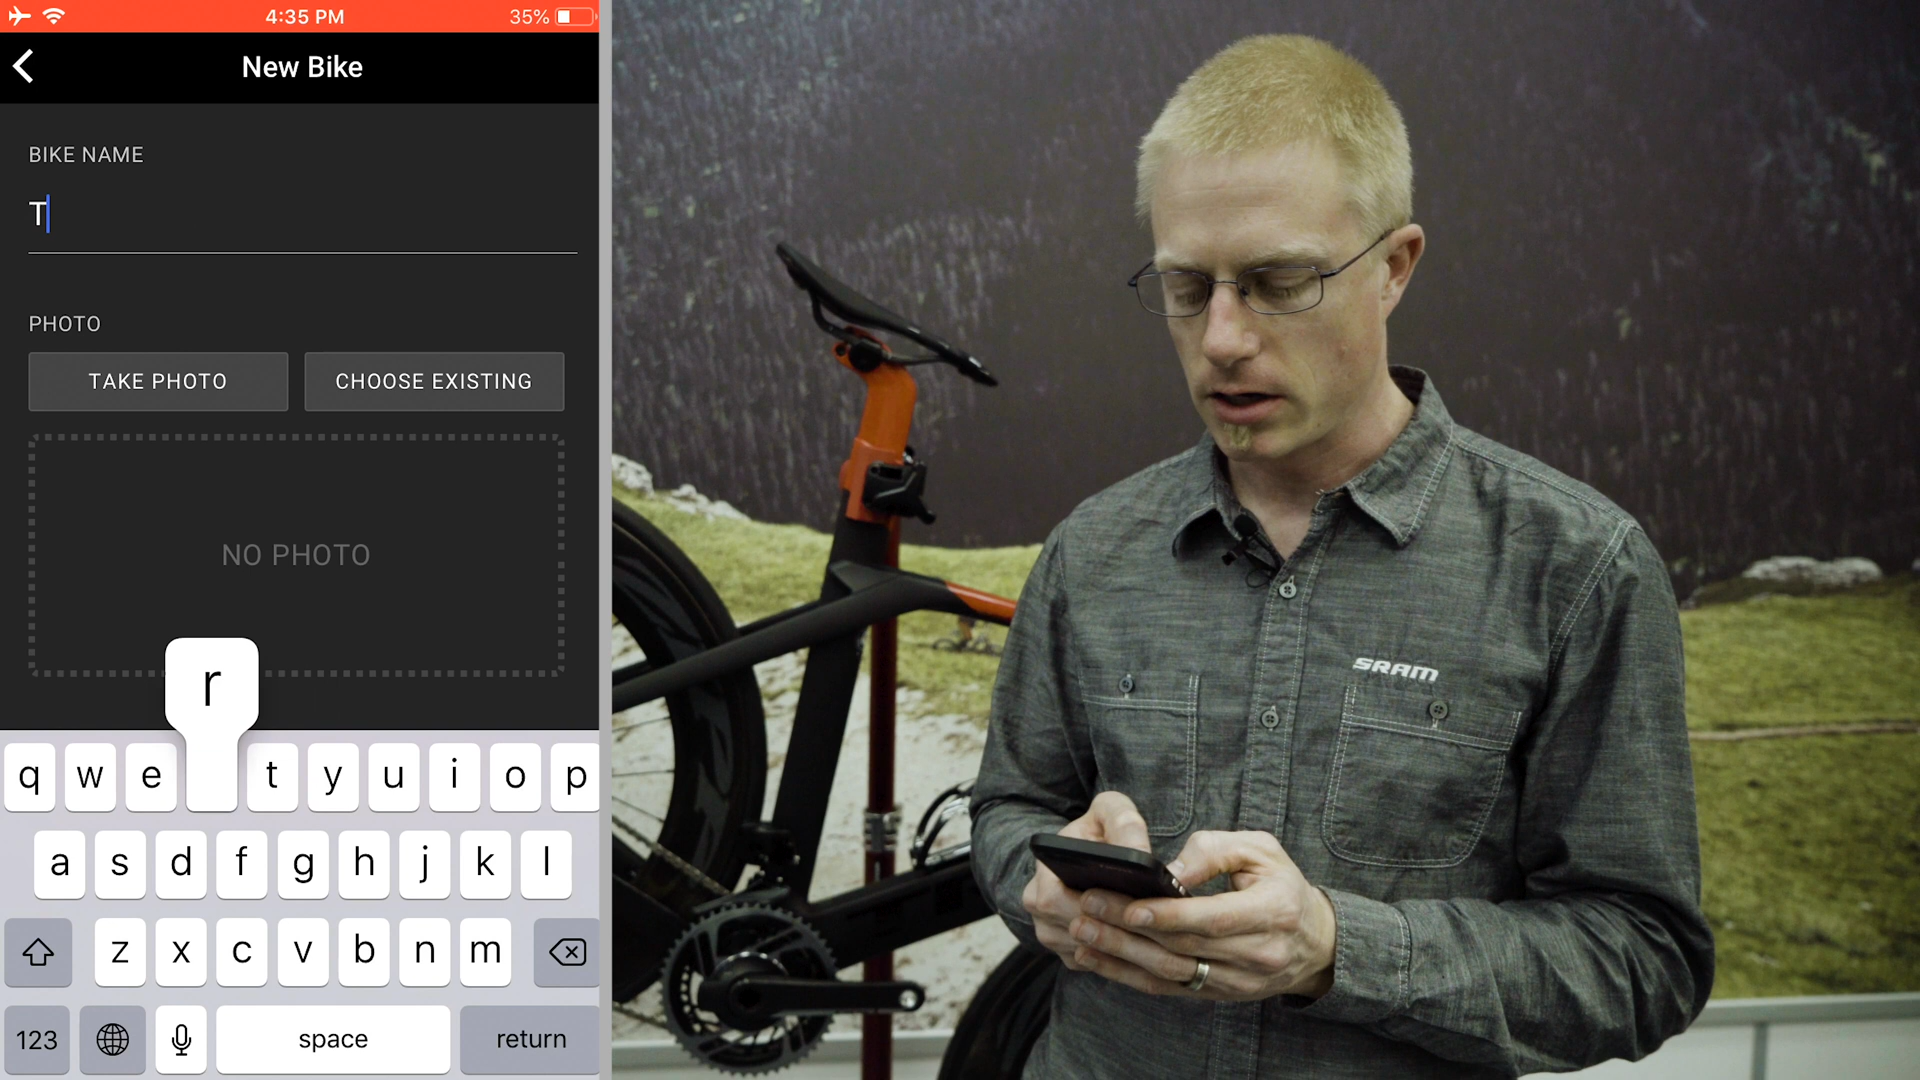 4:35 PM 35%
New Bike
BIKE NAME
T
PHOTO
TAKE PHOTO CHOOSE EXISTING
NO PHOTO
r
q w e t y u i o p
a s d f g h j k l
z x c v b n m
123 space return
SRAM